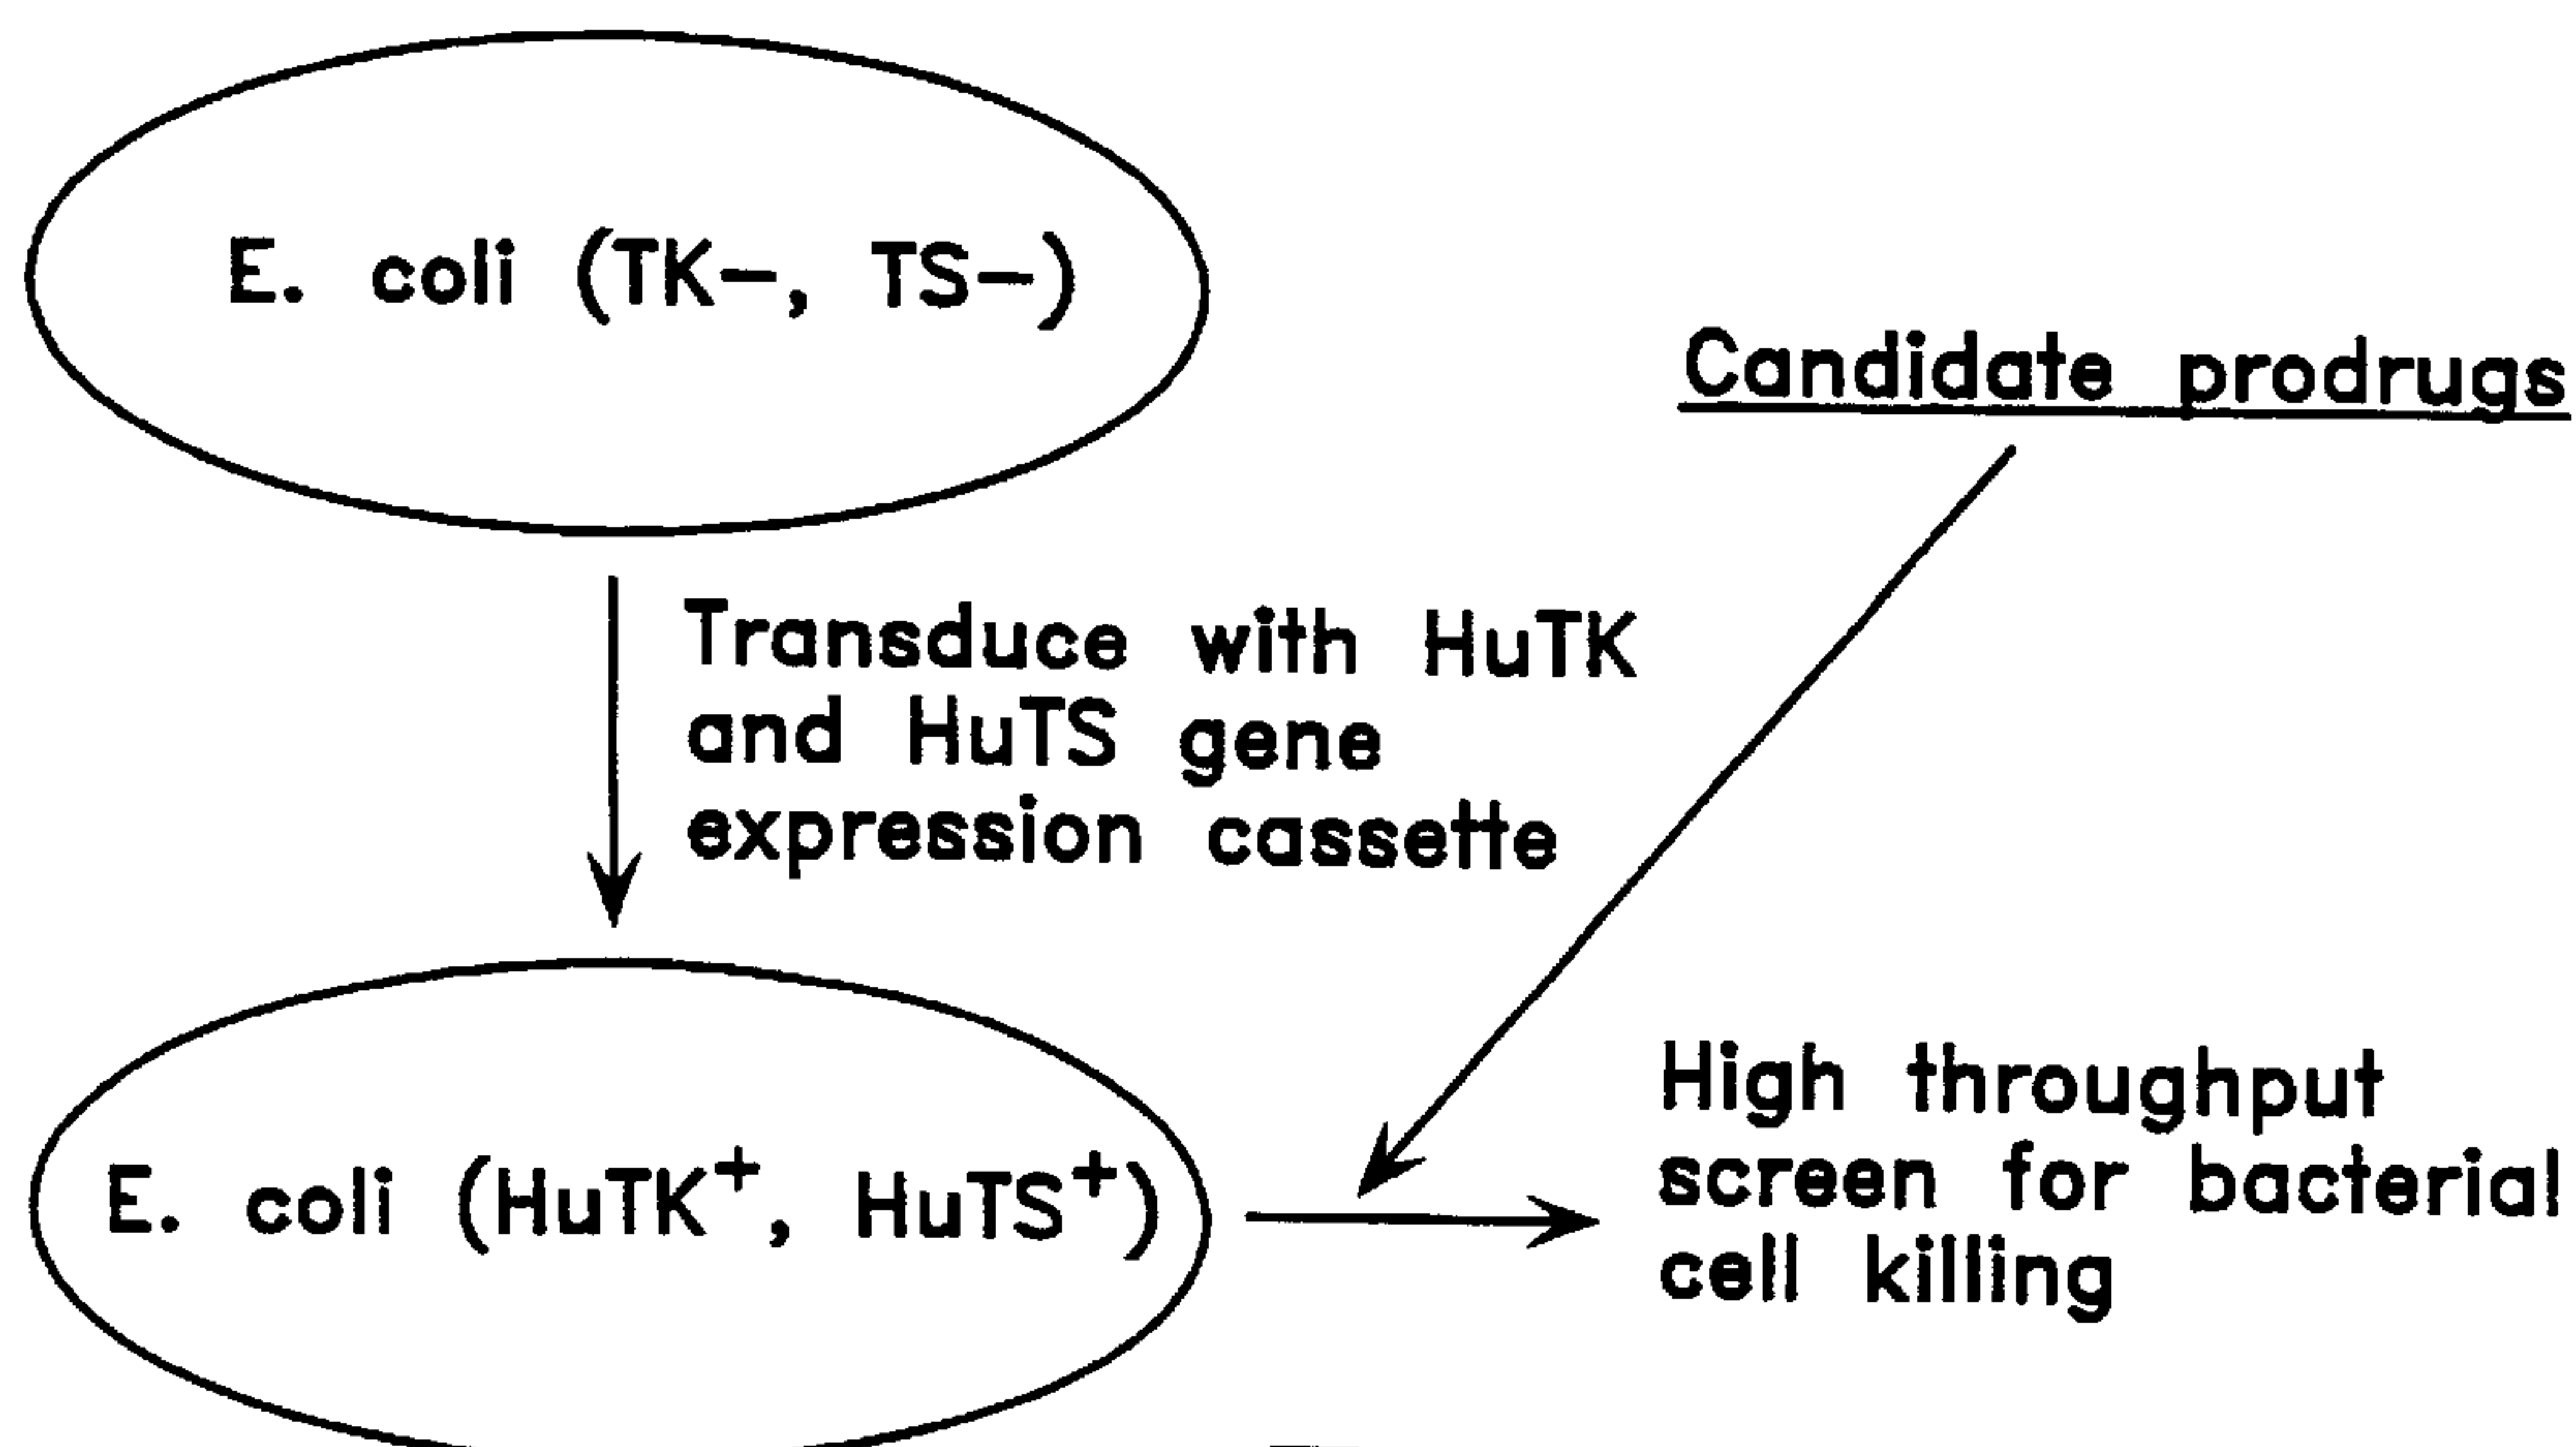 E. coli (TK-, TS-)
Candidate prodrugs
Transduce with HuTK
and HuTS gene
expression cassette
E. coli (HuTK⁺, HuTS⁺)
High throughput
screen for bacterial
cell killing